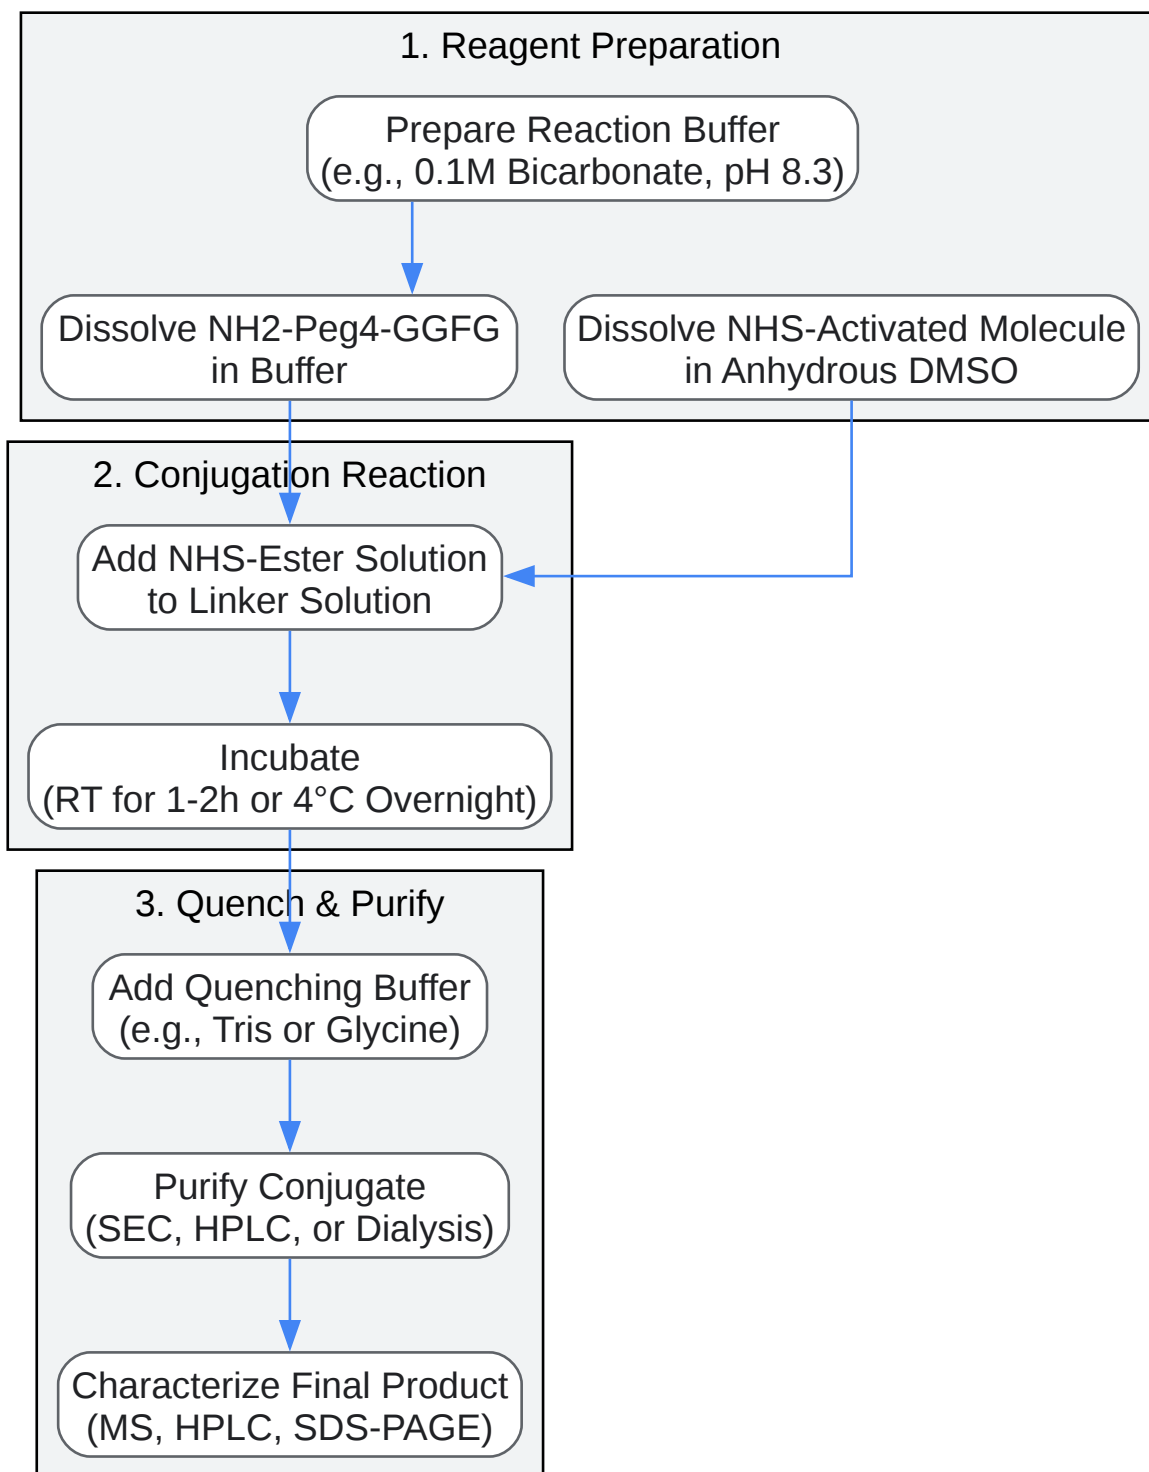 1. Reagent Preparation
Prepare Reaction Buffer
(e.g., 0.1M Bicarbonate, pH 8.3)
Dissolve NH2-Peg4-GGFG
in Buffer
Dissolve NHS-Activated Molecule
in Anhydrous DMSO
2. Conjugation Reaction
Add NHS-Ester Solution
to Linker Solution
Incubate
(RT for 1-2h or 4°C Overnight)
3. Quench & Purify
Add Quenching Buffer
(e.g., Tris or Glycine)
Purify Conjugate
(SEC, HPLC, or Dialysis)
Characterize Final Product
(MS, HPLC, SDS-PAGE)